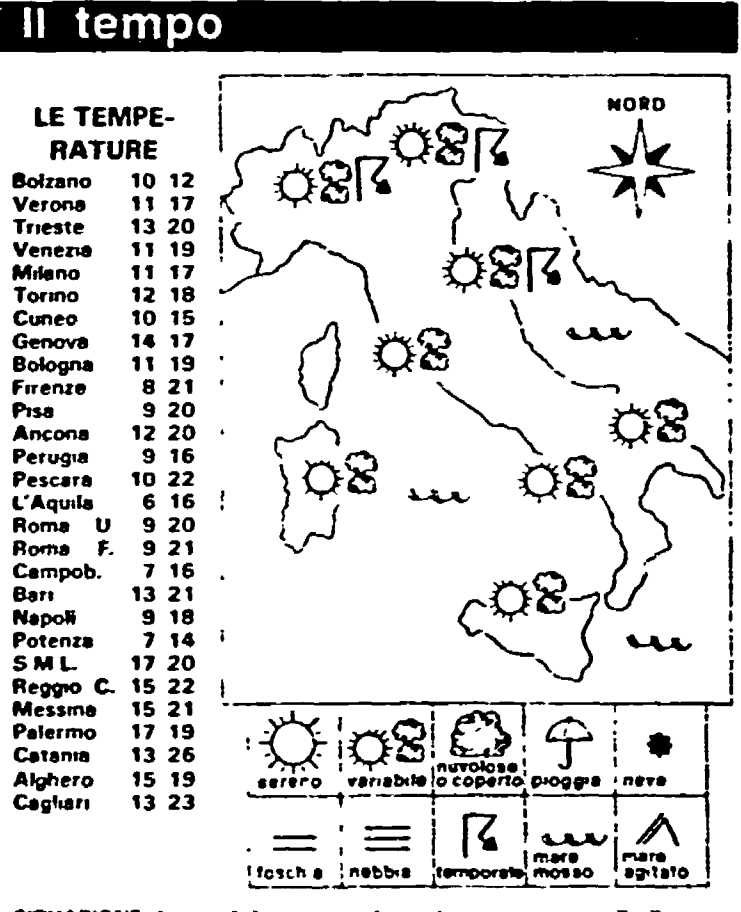 Il tempo
LE TEMPE-
RATURE
Bolzano 10 12
Verona 11 17
Trieste 13 20
Venezia 11 19
Milano 11 17
Torino 12 18
Cuneo 10 15
Genova 14 17
Bologna 11 19
Firenze 8 21
Pisa 9 20
Ancona 12 20
Perugia 9 16
Pescara 10 22
L'Aquila 6 16
Roma U 9 20
Roma F. 9 21
Campob. 7 16
Bari 13 21
Napoli 9 18
Potenza 7 14
S M L. 17 20
Reggio C. 15 22
Messina 15 21
Palermo 17 19
Catania 13 26
Alghero 15 19
Cagliari 13 23
NORD
sereno
variabile
nuvoloso
o coperto
pioggia
neve
foschia
nebbia
temporale
mare
mosso
mare
agitato